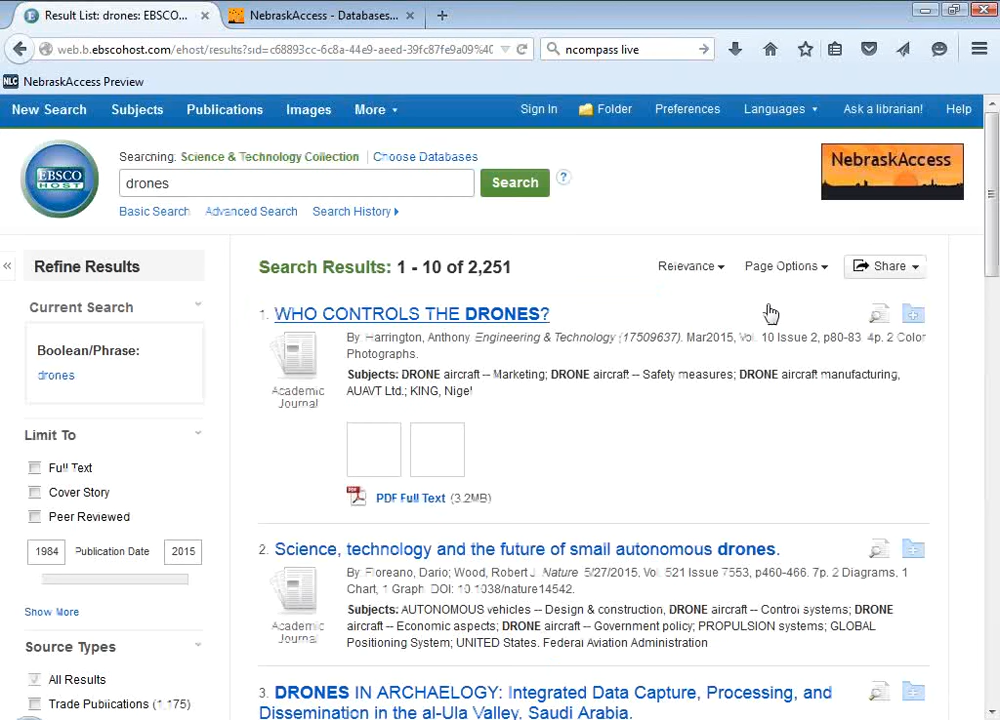 Result List: drones: EBSCO...
NebraskAccess - Databases...
web.b.ebscohost.com/ehost/results?sid=c68893cc-6c8a-44e9-aeed-39fc87fe9a09%40
ncompass live
NLC NebraskAccess Preview
New Search Subjects Publications Images More Sign In Folder Preferences Languages Ask a librarian! Help
EBSCO HOST
Searching: Science & Technology Collection Choose Databases
NebraskAccess
drones
Search ?
Basic Search Advanced Search Search History
« Refine Results
Search Results: 1 - 10 of 2,251
Relevance Page Options Share
Current Search
Boolean/Phrase:
drones
Limit To
Full Text
Cover Story
Peer Reviewed
1984 Publication Date 2015
Show More
Source Types
All Results
Trade Publications (1,175)
1. WHO CONTROLS THE DRONES?
By: Harrington, Anthony. Engineering & Technology (17509637). Mar2015, Vol. 10 Issue 2, p80-83. 4p. 2 Color
Photographs.
Academic
Journal
Subjects: DRONE aircraft -- Marketing; DRONE aircraft -- Safety measures; DRONE aircraft manufacturing,
AUAVT Ltd.; KING, Nigel
PDF Full Text (3.2MB)
2. Science, technology and the future of small autonomous drones.
By: Floreano, Dario; Wood, Robert J. Nature. 5/27/2015, Vol. 521 Issue 7553, p460-466. 7p. 2 Diagrams, 1
Chart, 1 Graph. DOI: 10.1038/nature14542.
Academic
Journal
Subjects: AUTONOMOUS vehicles -- Design & construction, DRONE aircraft -- Control systems; DRONE
aircraft -- Economic aspects; DRONE aircraft -- Government policy; PROPULSION systems; GLOBAL
Positioning System; UNITED States. Federal Aviation Administration
3. DRONES IN ARCHAELOGY: Integrated Data Capture, Processing, and
Dissemination in the al-Ula Valley, Saudi Arabia.